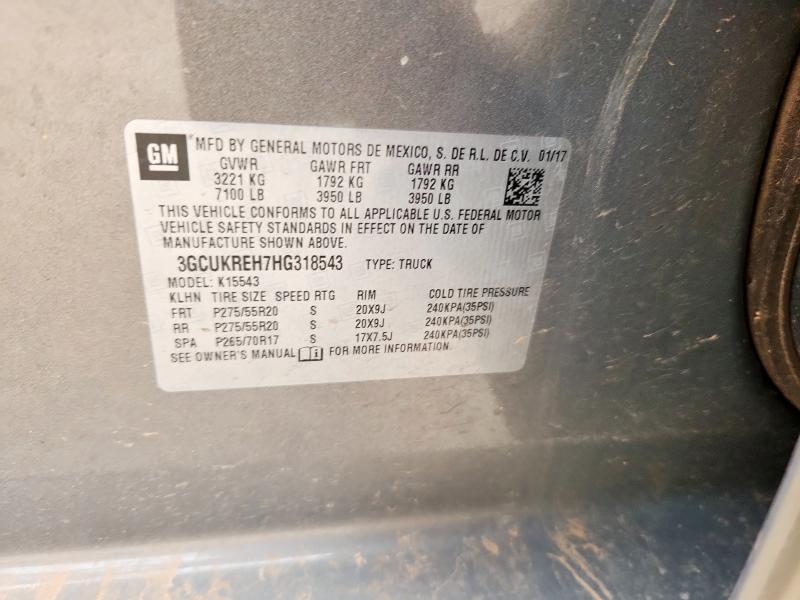 GM
MFD BY GENERAL MOTORS DE MEXICO, S. DE R.L. DE C.V. 01/17
GVWR GAWR FRT GAWR RR
3221 KG 1792 KG 1792 KG
7100 LB 3950 LB 3950 LB
THIS VEHICLE CONFORMS TO ALL APPLICABLE U.S. FEDERAL MOTOR
VEHICLE SAFETY STANDARDS IN EFFECT ON THE DATE OF
MANUFACTURE SHOWN ABOVE.
3GCUKREH7HG318543 TYPE: TRUCK
MODEL: K15543
KLHN TIRE SIZE SPEED RTG RIM COLD TIRE PRESSURE
FRT P275/55R20 S 20X9J 240KPA(35PSI)
RR P275/55R20 S 20X9J 240KPA(35PSI)
SPA P265/70R17 S 17X7.5J 240KPA(35PSI)
SEE OWNER'S MANUAL FOR MORE INFORMATION.